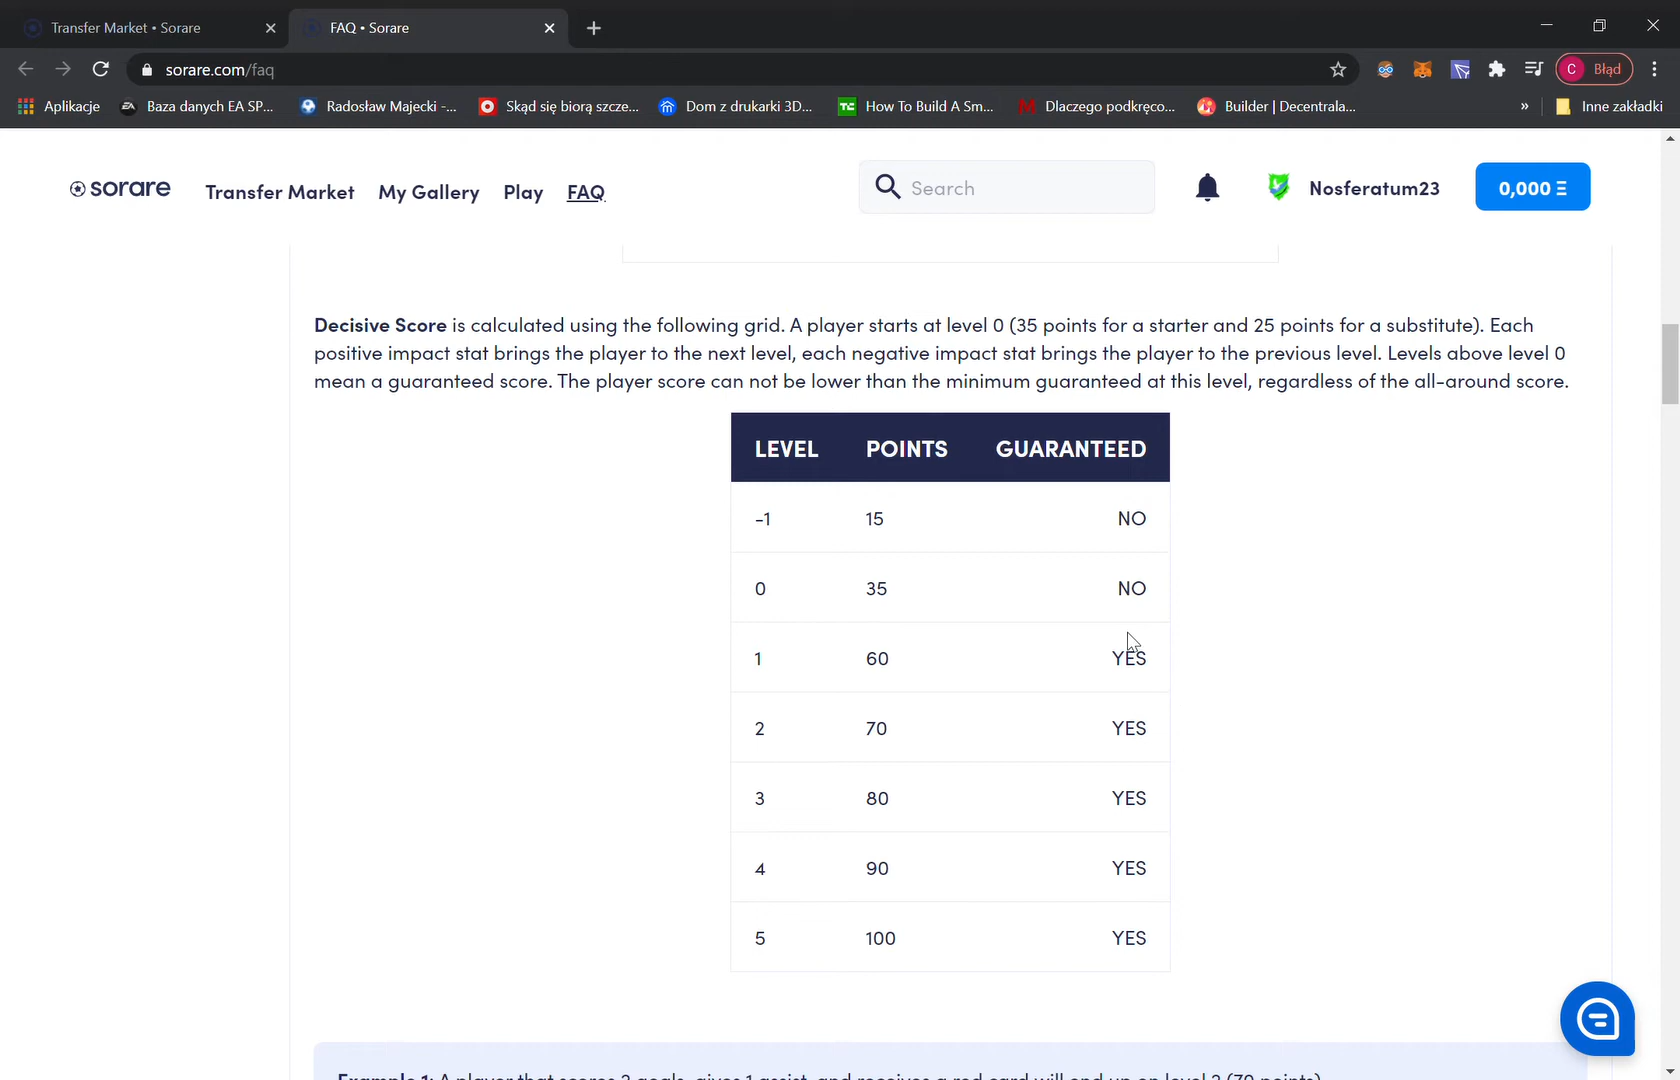 Transfer Market • Sorare
FAQ • Sorare
sorare.com/faq
C Błąd
Aplikacje
EA Baza danych EA SP...
Radosław Majecki -...
Skąd się biorą szcze...
Dom z drukarki 3D...
TC How To Build A Sm...
M Dlaczego podkręco...
Builder | Decentrala...
»
Inne zakładki
sorare
Transfer Market
My Gallery
Play
FAQ
Search
Nosferatum23
0,000 Ξ
Decisive Score is calculated using the following grid. A player starts at level 0 (35 points for a starter and 25 points for a substitute). Each
positive impact stat brings the player to the next level, each negative impact stat brings the player to the previous level. Levels above level 0
mean a guaranteed score. The player score can not be lower than the minimum guaranteed at this level, regardless of the all-around score.
LEVEL POINTS GUARANTEED
-1 15 NO
0 35 NO
1 60 YES
2 70 YES
3 80 YES
4 90 YES
5 100 YES